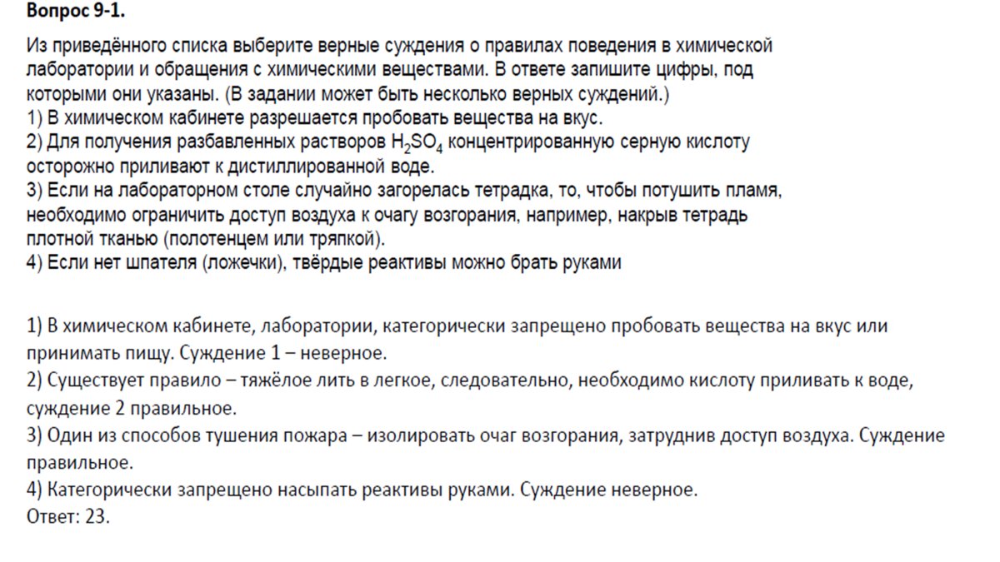 Вопрос 9-1.
Из приведённого списка выберите верные суждения о правилах поведения в химической
лаборатории и обращения с химическими веществами. В ответе запишите цифры, под
которыми они указаны. (В задании может быть несколько верных суждений.)
1) В химическом кабинете разрешается пробовать вещества на вкус.
2) Для получения разбавленных растворов H₂SO₄ концентрированную серную кислоту
осторожно приливают к дистиллированной воде.
3) Если на лабораторном столе случайно загорелась тетрадка, то, чтобы потушить пламя,
необходимо ограничить доступ воздуха к очагу возгорания, например, накрыв тетрадь
плотной тканью (полотенцем или тряпкой).
4) Если нет шпателя (ложечки), твёрдые реактивы можно брать руками
1) В химическом кабинете, лаборатории, категорически запрещено пробовать вещества на вкус или
принимать пищу. Суждение 1 – неверное.
2) Существует правило – тяжёлое лить в легкое, следовательно, необходимо кислоту приливать к воде,
суждение 2 правильное.
3) Один из способов тушения пожара – изолировать очаг возгорания, затруднив доступ воздуха. Суждение
правильное.
4) Категорически запрещено насыпать реактивы руками. Суждение неверное.
Ответ: 23.